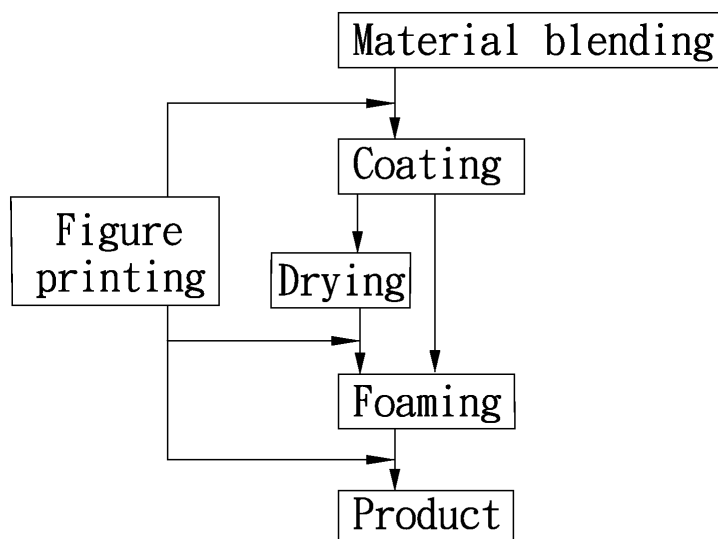 Material blending
Coating
Figure
printing
Drying
Foaming
Product